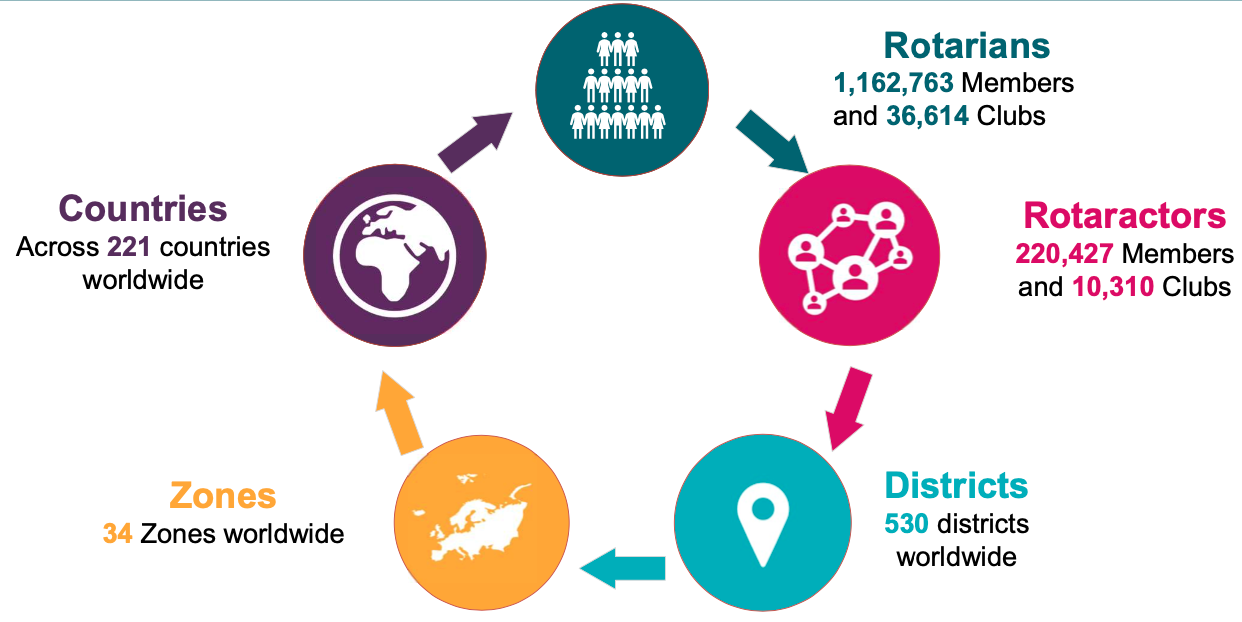 Rotarians
1,162,763 Members
and 36,614 Clubs
Rotaractors
220,427 Members
and 10,310 Clubs
Districts
530 districts
worldwide
Zones
34 Zones worldwide
Countries
Across 221 countries
worldwide